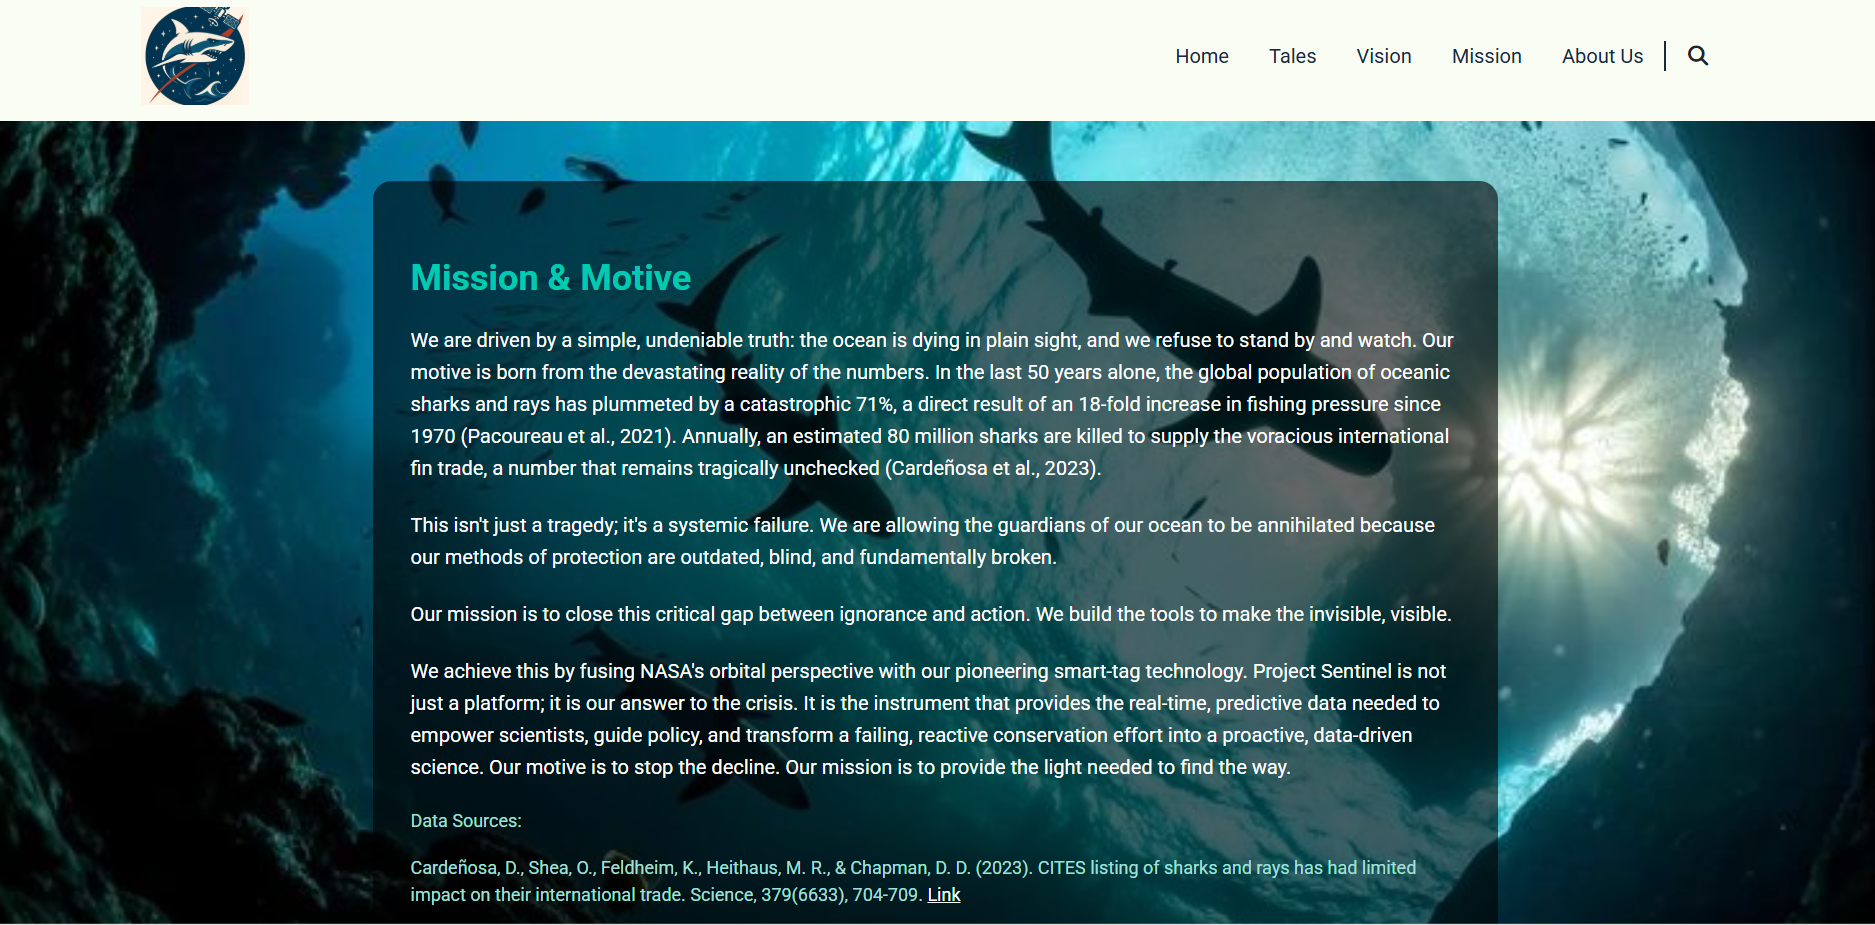 Home Tales Vision Mission About Us
Mission & Motive
We are driven by a simple, undeniable truth: the ocean is dying in plain sight, and we refuse to stand by and watch. Our
motive is born from the devastating reality of the numbers. In the last 50 years alone, the global population of oceanic
sharks and rays has plummeted by a catastrophic 71%, a direct result of an 18-fold increase in fishing pressure since
1970 (Pacoureau et al., 2021). Annually, an estimated 80 million sharks are killed to supply the voracious international
fin trade, a number that remains tragically unchecked (Cardeñosa et al., 2023).
This isn't just a tragedy; it's a systemic failure. We are allowing the guardians of our ocean to be annihilated because
our methods of protection are outdated, blind, and fundamentally broken.
Our mission is to close this critical gap between ignorance and action. We build the tools to make the invisible, visible.
We achieve this by fusing NASA's orbital perspective with our pioneering smart-tag technology. Project Sentinel is not
just a platform; it is our answer to the crisis. It is the instrument that provides the real-time, predictive data needed to
empower scientists, guide policy, and transform a failing, reactive conservation effort into a proactive, data-driven
science. Our motive is to stop the decline. Our mission is to provide the light needed to find the way.
Data Sources:
Cardeñosa, D., Shea, O., Feldheim, K., Heithaus, M. R., & Chapman, D. D. (2023). CITES listing of sharks and rays has had limited
impact on their international trade. Science, 379(6633), 704-709. Link